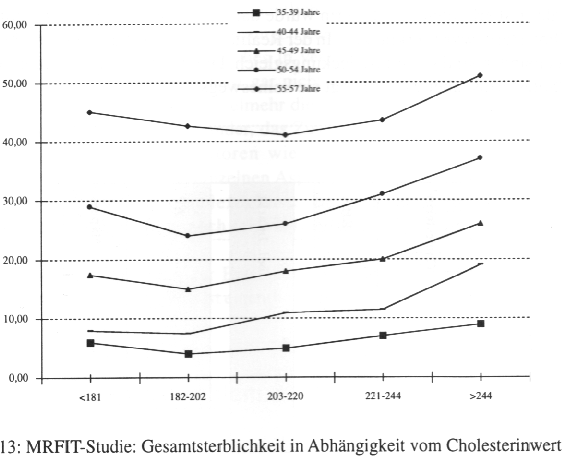 35-39 Jahre
40-44 Jahre
45-49 Jahre
50-54 Jahre
55-57 Jahre
60,00
50,00
40,00
30,00
20,00
10,00
0,00
<181
182-202
203-220
221-244
>244
13: MRFIT-Studie: Gesamtsterblichkeit in Abhängigkeit vom Cholesterinwert